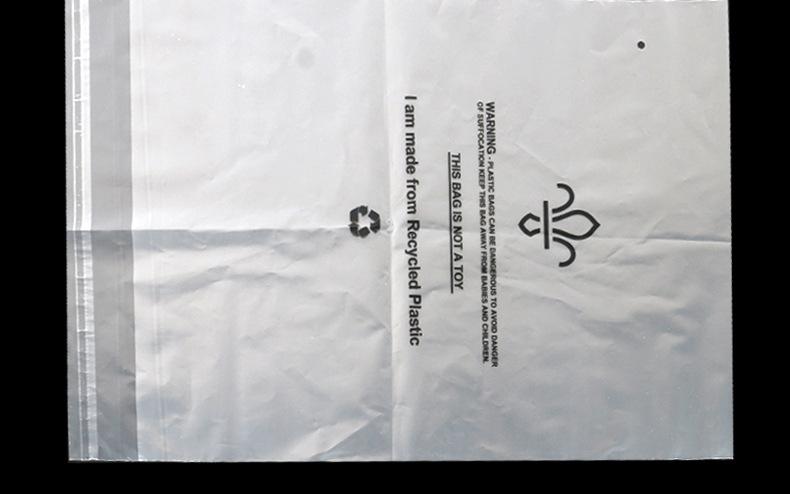 WARNING - PLASTIC BAGS CAN BE DANGEROUS TO AVOID DANGER
OF SUFFOCATION KEEP THIS BAG AWAY FROM BABIES AND CHILDREN.
THIS BAG IS NOT A TOY
I am made from Recycled Plastic